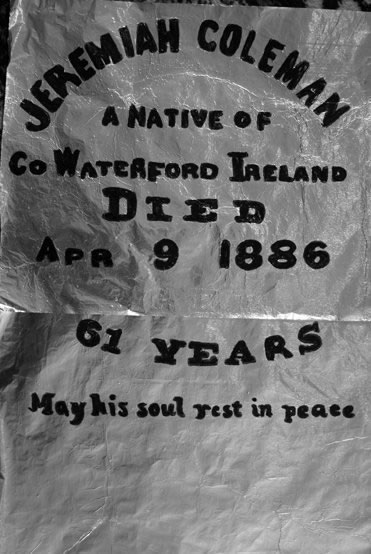 JEREMIAH COLEMAN
A NATIVE OF
CO WATERFORD IRELAND
DIED
APR 9 1886
61 YEARS
May his soul rest in peace